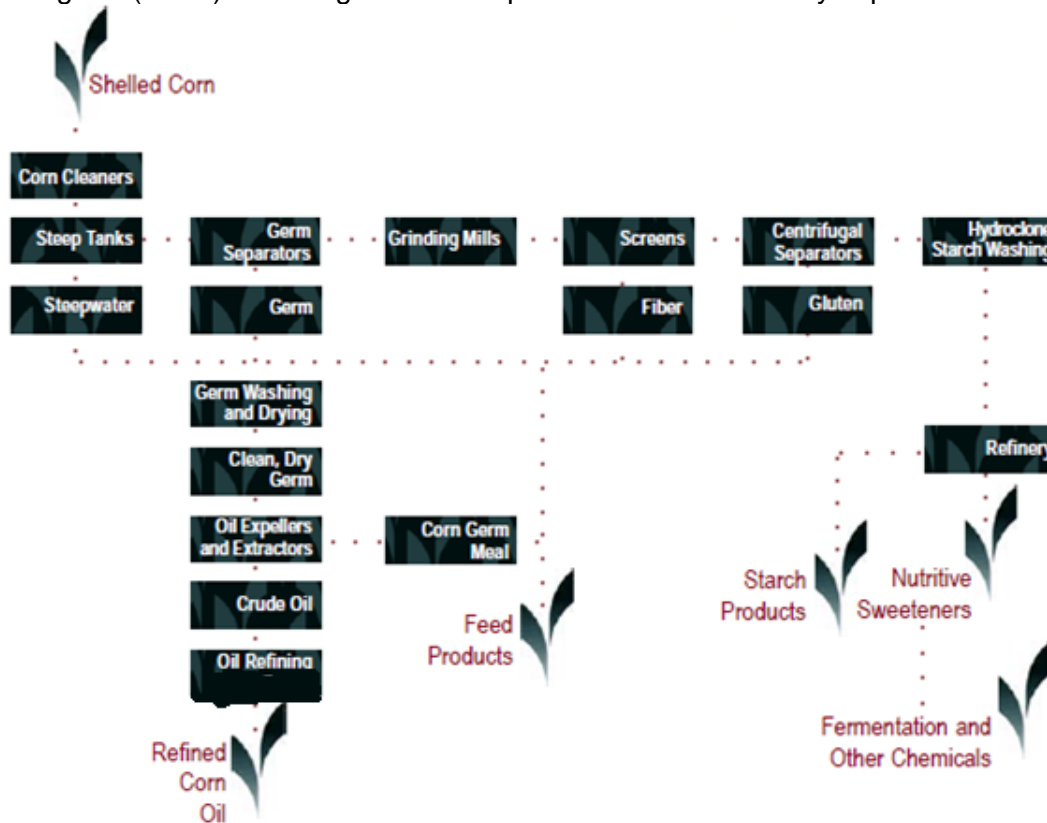 Shelled Corn
Corn Cleaners
Steep Tanks
Germ
Separators
Grinding Mills
Screens
Centrifugal
Separators
Hydroclone
Starch Washing
Steepwater
Germ
Fiber
Gluten
Germ Washing
and Drying
Clean, Dry
Germ
Refinery
Oil Expellers
and Extractors
Corn Germ
Meal
Crude Oil
Starch
Products
Nutritive
Sweeteners
Feed
Products
Oil Refining
Fermentation and
Other Chemicals
Refined
Corn
Oil